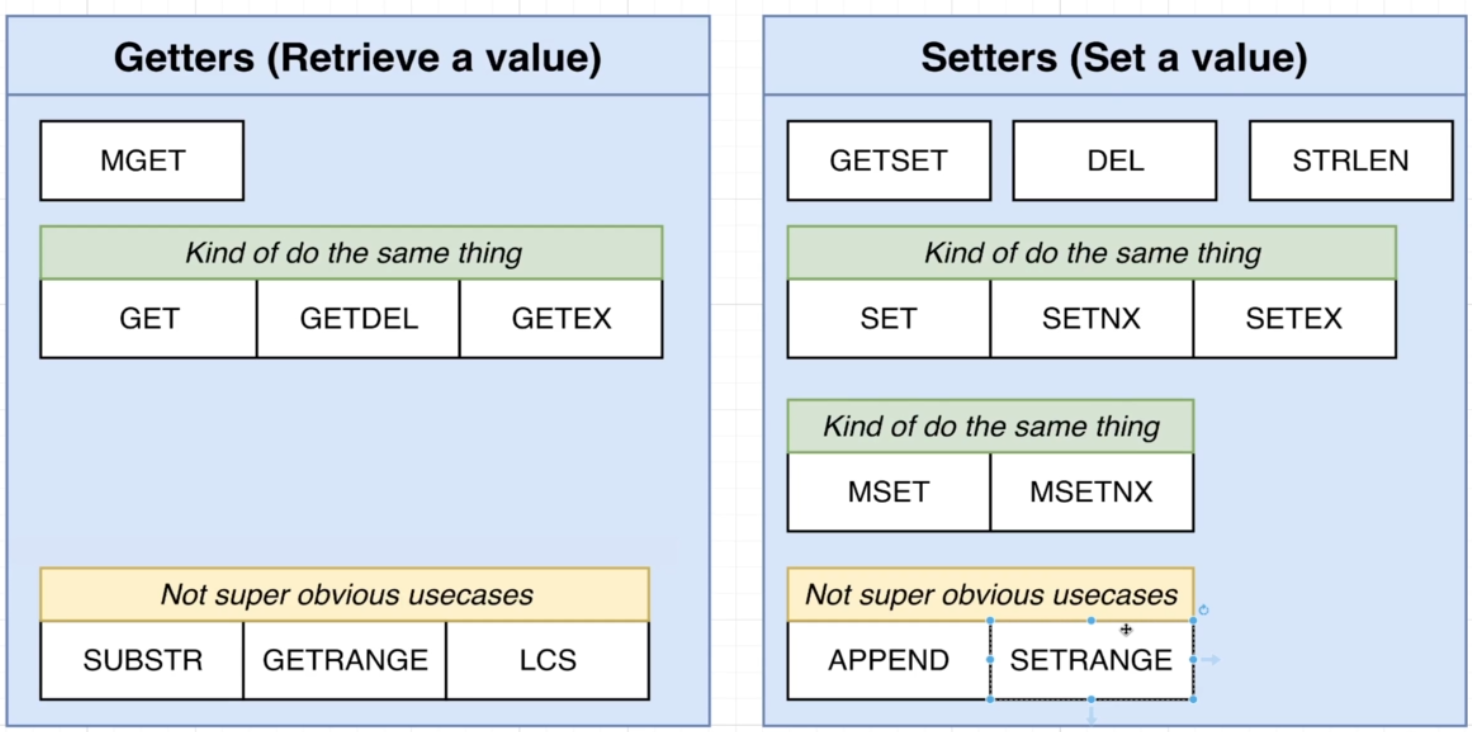 Getters (Retrieve a value)
MGET
Kind of do the same thing
GET
GETDEL
GETEX
Not super obvious usecases
SUBSTR
GETRANGE
LCS
Setters (Set a value)
GETSET
DEL
STRLEN
Kind of do the same thing
SET
SETNX
SETEX
Kind of do the same thing
MSET
MSETNX
Not super obvious usecases
APPEND
SETRANGE